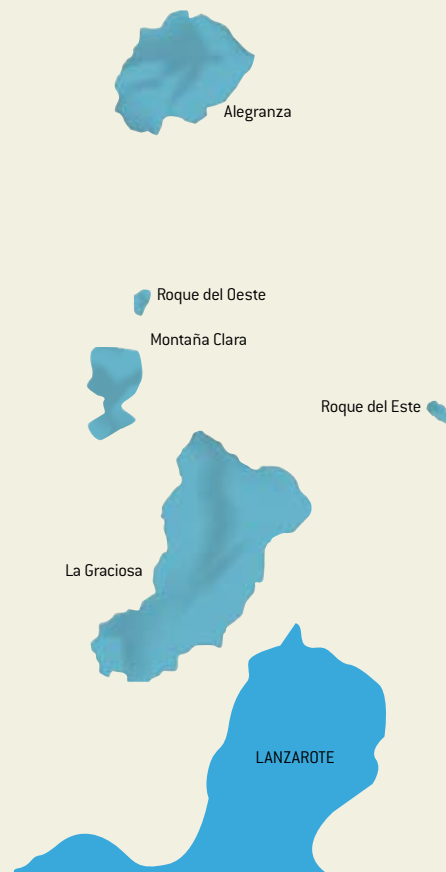 Alegranza
Roque del Oeste
Montaña Clara
Roque del Este
La Graciosa
LANZAROTE